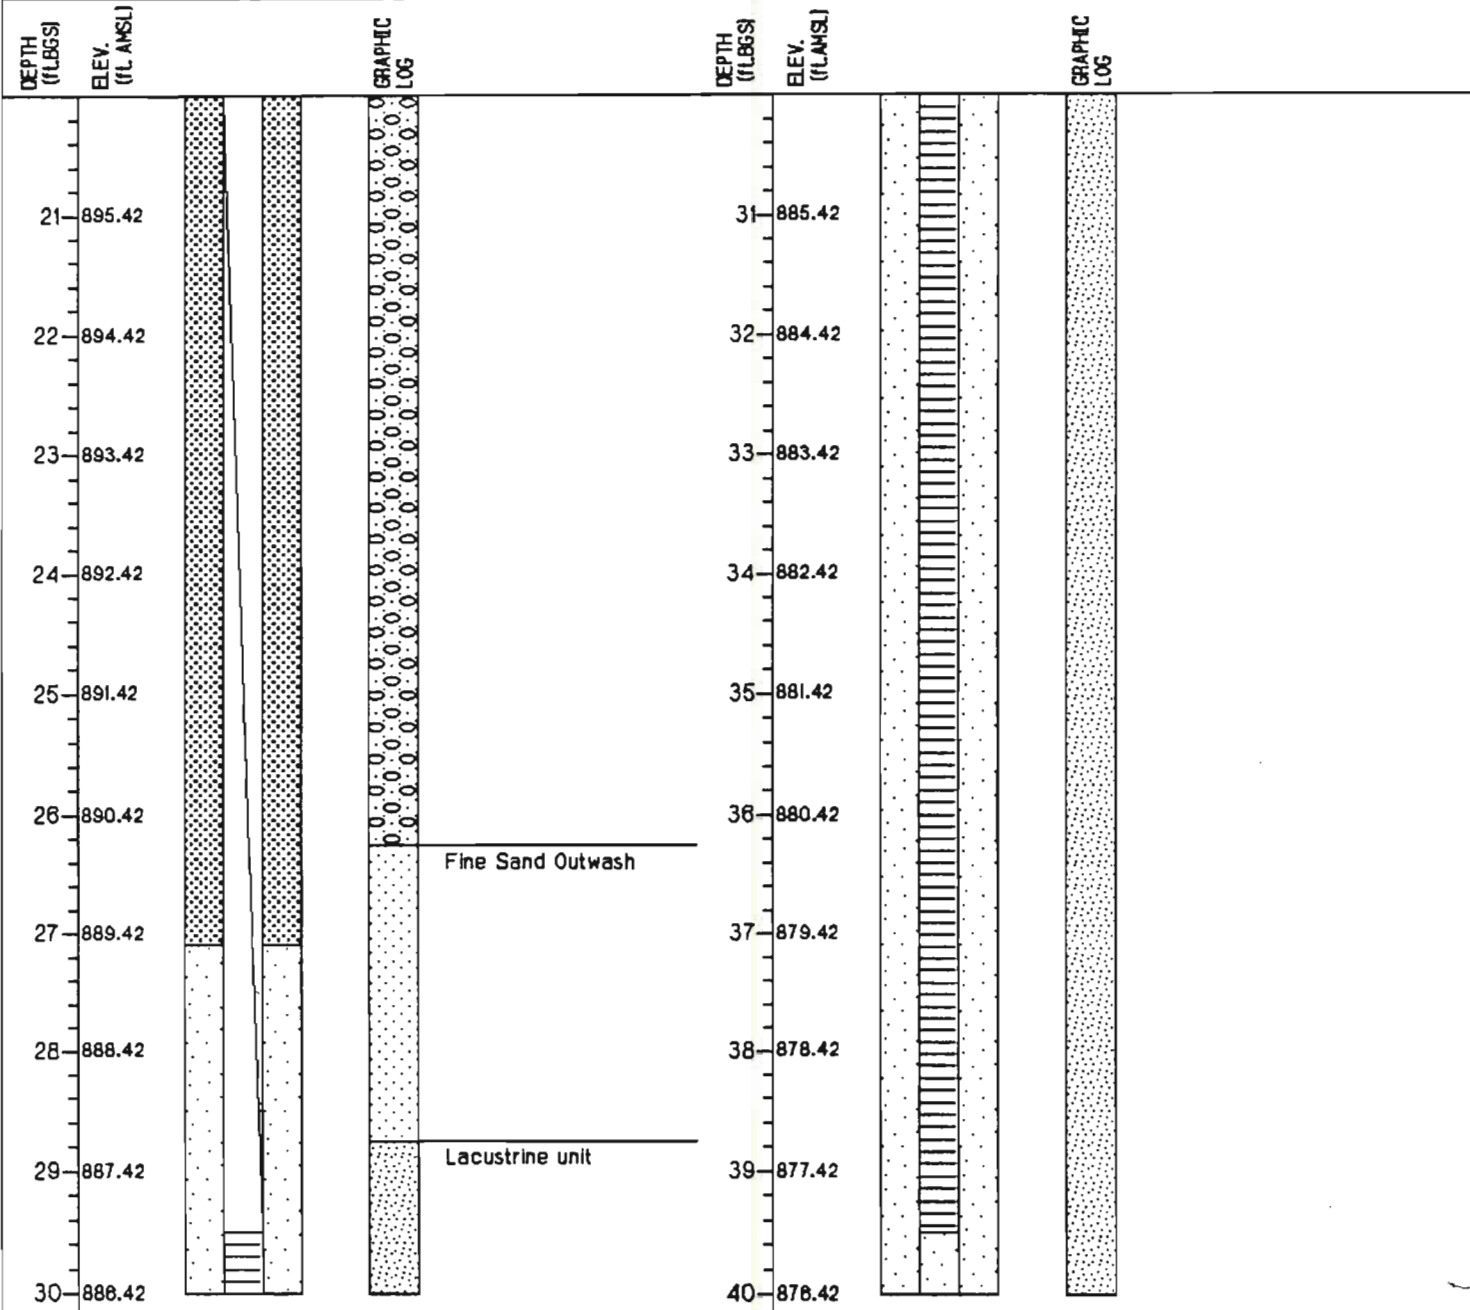 DEPTH
(ft.BGS)
ELEV.
(ft. AMSL)
GRAPHIC
LOG
21 895.42
22 894.42
23 893.42
24 892.42
25 891.42
26 890.42
Fine Sand Outwash
27 889.42
28 888.42
Lacustrine unit
29 887.42
30 886.42
DEPTH
(ft.BGS)
ELEV.
(ft.AMSL)
GRAPHIC
LOG
31 885.42
32 884.42
33 883.42
34 882.42
35 881.42
36 880.42
37 879.42
38 878.42
39 877.42
40 876.42